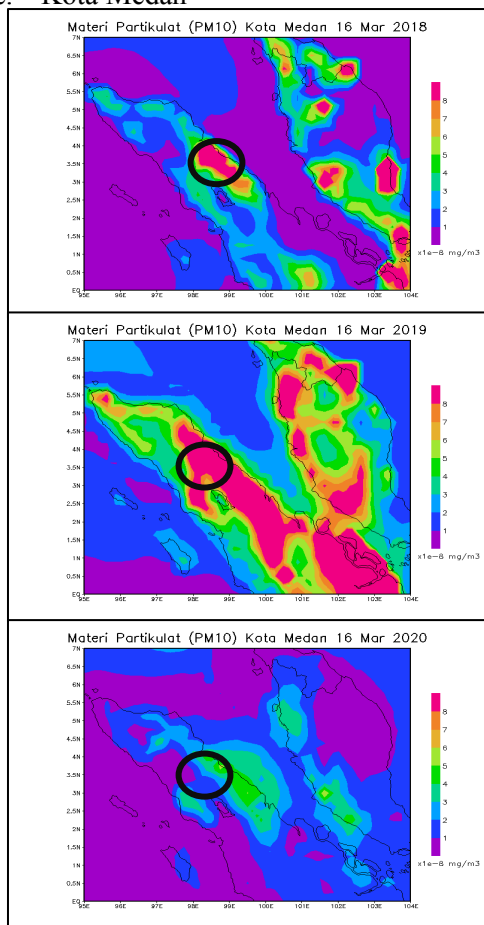 Kota Medan
Materi Partikulat (PM10) Kota Medan 16 Mar 2018
7N
6.5N
6N
5.5N
5N
4.5N
4N
3.5N
3N
2.5N
2N
1.5N
1N
0.5N
EQ
95E 96E 97E 98E 99E 100E 101E 102E 103E 104E
8
7
6
5
4
3
2
1
x1e-8 mg/m3
Materi Partikulat (PM10) Kota Medan 16 Mar 2019
7N
6.5N
6N
5.5N
5N
4.5N
4N
3.5N
3N
2.5N
2N
1.5N
1N
0.5N
EQ
95E 96E 97E 98E 99E 100E 101E 102E 103E 104E
8
7
6
5
4
3
2
1
x1e-8 mg/m3
Materi Partikulat (PM10) Kota Medan 16 Mar 2020
7N
6.5N
6N
5.5N
5N
4.5N
4N
3.5N
3N
2.5N
2N
1.5N
1N
0.5N
EQ
95E 96E 97E 98E 99E 100E 101E 102E 103E 104E
8
7
6
5
4
3
2
1
x1e-8 mg/m3